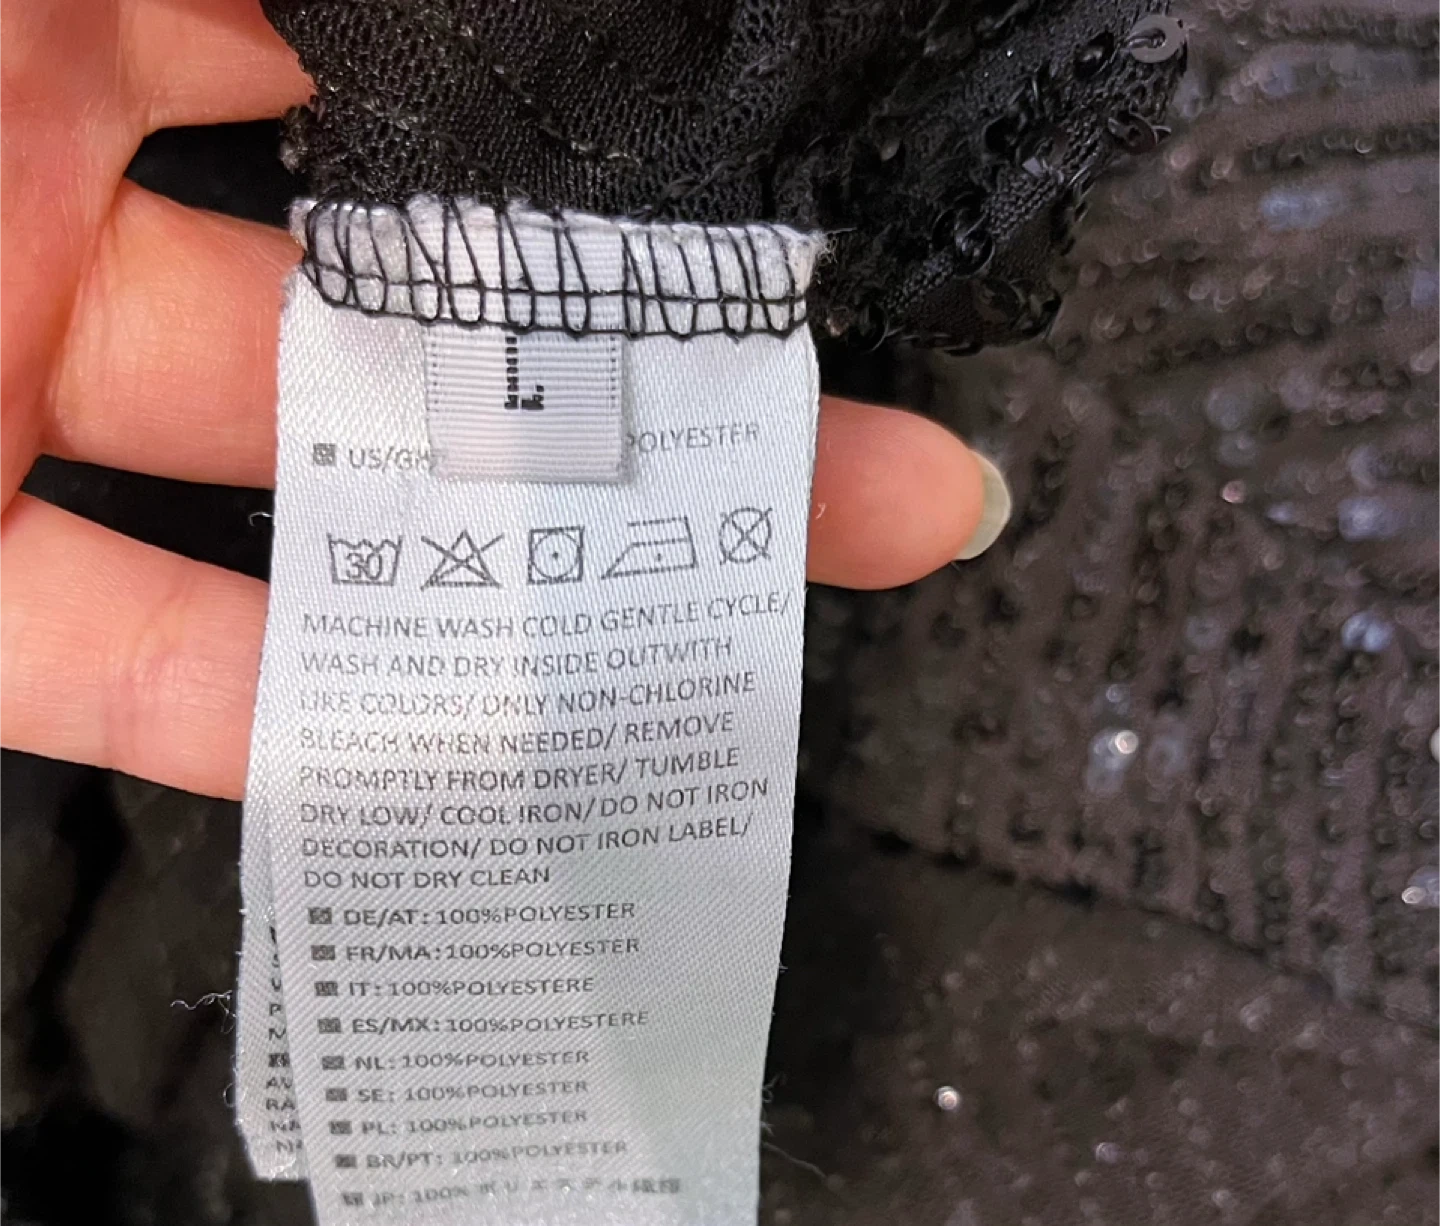 L
US/GB
POLYESTER
30
MACHINE WASH COLD GENTLE CYCLE/
WASH AND DRY INSIDE OUTWITH
LIKE COLORS/ ONLY NON-CHLORINE
BLEACH WHEN NEEDED/ REMOVE
PROMPTLY FROM DRYER/ TUMBLE
DRY LOW/ COOL IRON/ DO NOT IRON
DECORATION/ DO NOT IRON LABEL/
DO NOT DRY CLEAN
DE/AT: 100%POLYESTER
FR/MA: 100%POLYESTER
IT: 100%POLYESTERE
ES/MX: 100%POLYESTERE
NL: 100%POLYESTER
SE: 100%POLYESTER
PL: 100%POLYESTER
BR/PT: 100%POLYESTER
JP: 100%